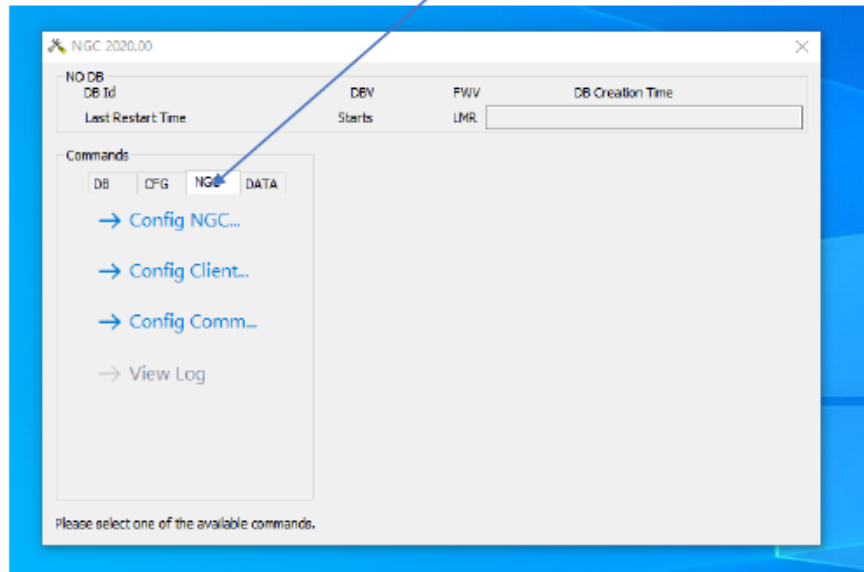 NGC 2020.00
NO DB
DB Id DBV FWV DB Creation Time
Last Restart Time Starts LMR
Commands
DB CFG NGC DATA
→ Config NGC...
→ Config Client...
→ Config Comm...
→ View Log
Please select one of the available commands.